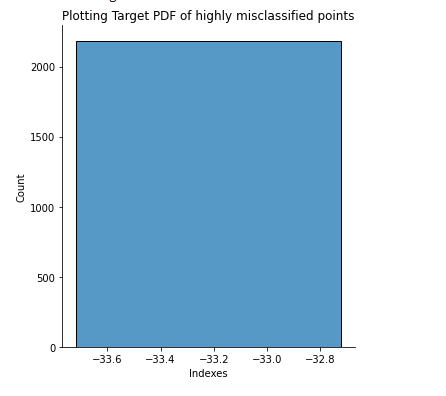 Plotting Target PDF of highly misclassified points
2000
1500
1000
500
0
Count
−33.6 −33.4 −33.2 −33.0 −32.8
Indexes